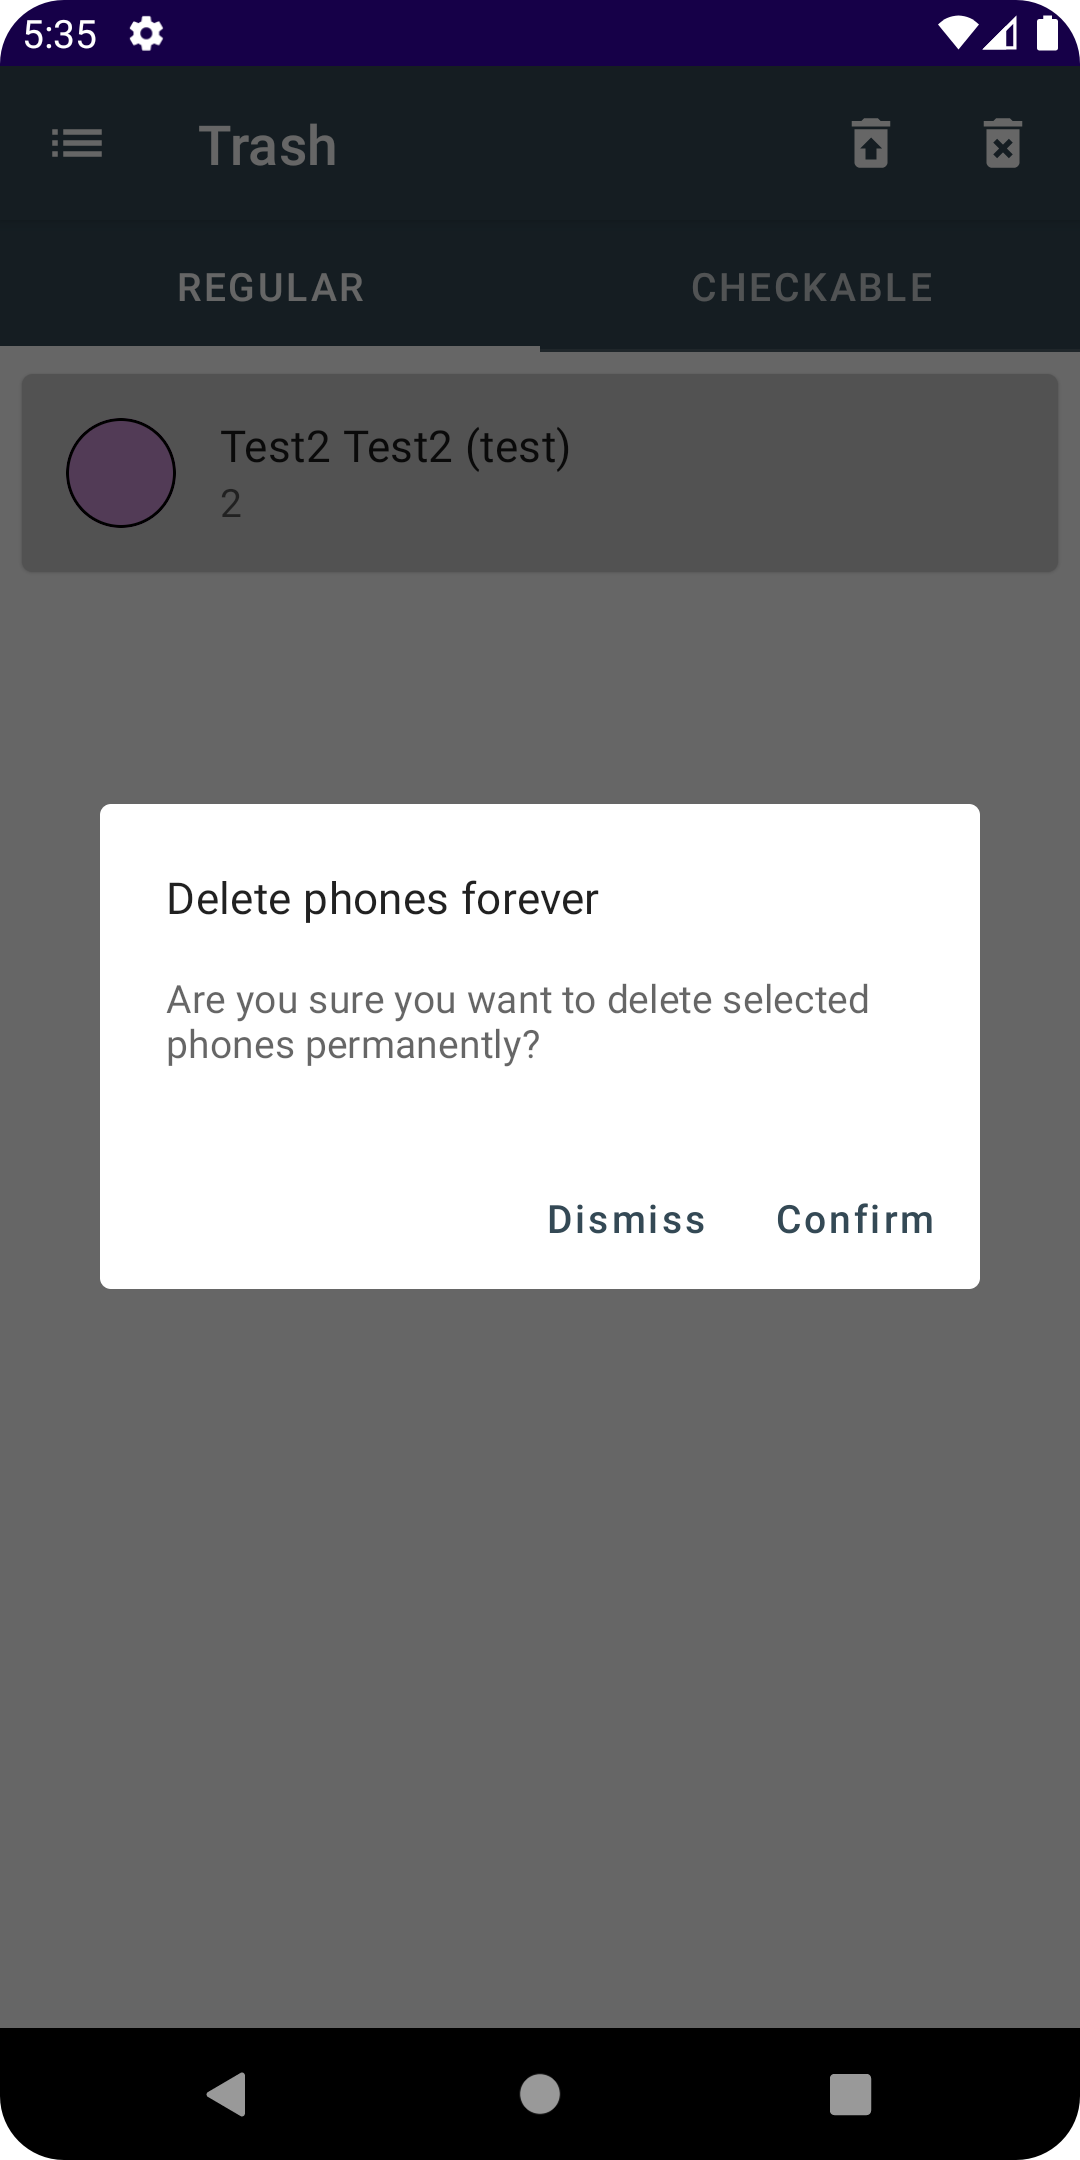 5:35
Trash
REGULAR
CHECKABLE
Test2 Test2 (test)
2
Delete phones forever
Are you sure you want to delete selected
phones permanently?
Dismiss
Confirm